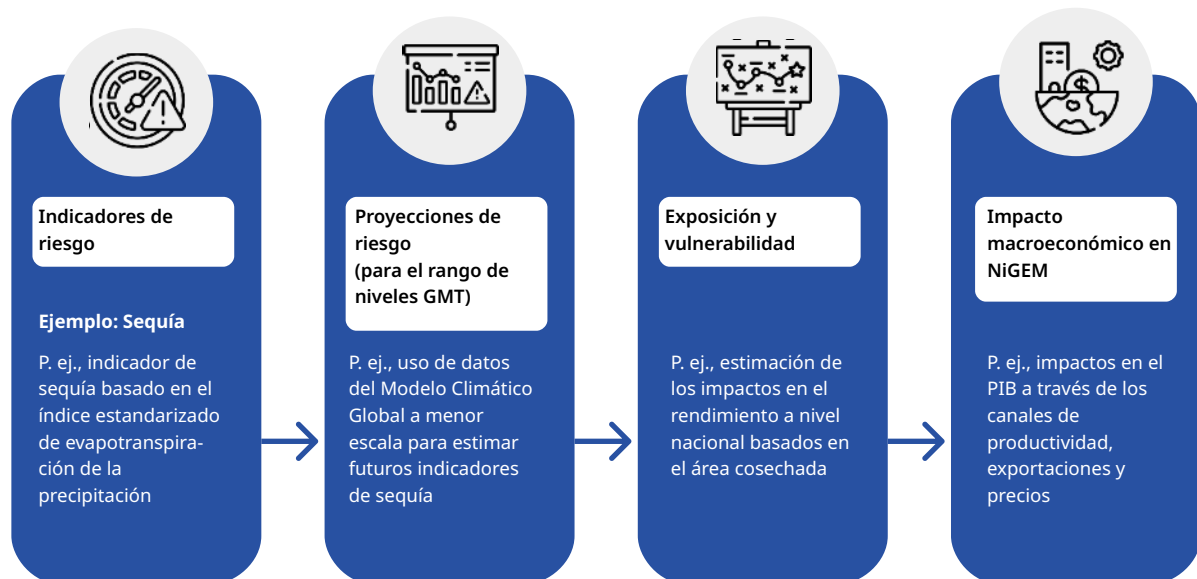 Indicadores de
riesgo
Ejemplo: Sequía
P. ej., indicador de
sequía basado en el
índice estandarizado
de evapotranspira-
ción de la
precipitación
Proyecciones de
riesgo
(para el rango de
niveles GMT)
P. ej., uso de datos
del Modelo Climático
Global a menor
escala para estimar
futuros indicadores
de sequía
Exposición y
vulnerabilidad
P. ej., estimación de
los impactos en el
rendimiento a nivel
nacional basados en
el área cosechada
Impacto
macroeconómico en
NiGEM
P. ej., impactos en el
PIB a través de los
canales de
productividad,
exportaciones y
precios